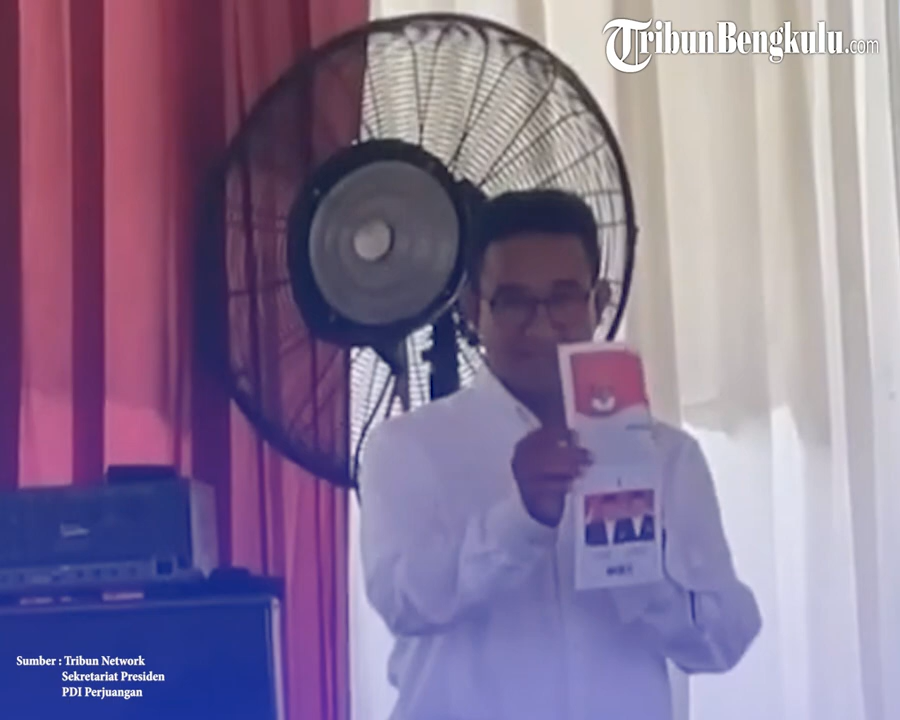 TribunBengkulu.com
Sumber : Tribun Network
Sekretariat Presiden
PDI Perjuangan